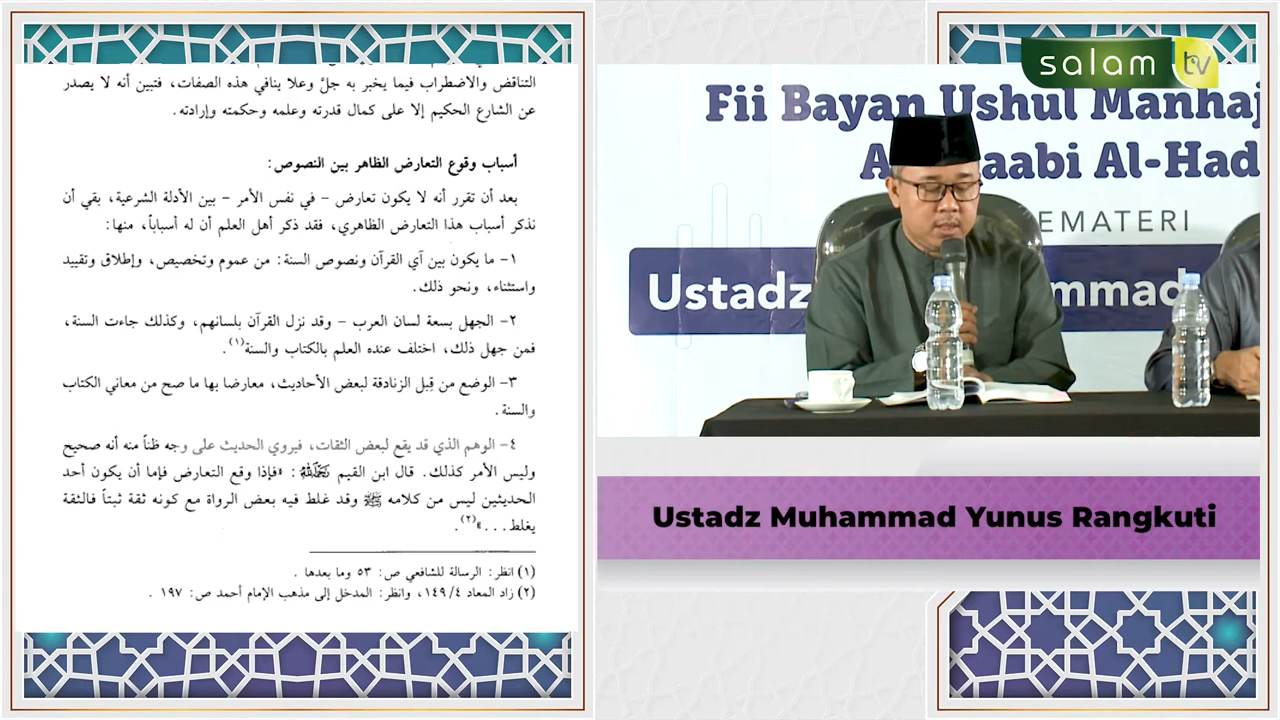 التناقض والاضطراب فيما يخبر به جلَّ وعلا ينافي هذه الصفات، فتبين أنه لا يصدر
عن الشارع الحكيم إلا على كمال قدرته وعلمه وحكمته وإرادته.
أسباب وقوع التعارض الظاهر بين النصوص:
بعد أن تقرر أنه لا يكون تعارض - في نفس الأمر - بين الأدلة الشرعية، بقي أن
نذكر أسباب هذا التعارض الظاهري، فقد ذكر أهل العلم أن له أسباباً، منها:
١- ما يكون بين آي القرآن ونصوص السنة: من عموم وتخصيص، وإطلاق وتقييد
واستثناء، ونحو ذلك.
٢- الجهل بسعة لسان العرب - وقد نزل القرآن بلسانهم، وكذلك جاءت السنة،
فمن جهل ذلك، اختلف عنده العلم بالكتاب والسنة(١).
٣- الوضع من قِبل الزنادقة لبعض الأحاديث، معارضا بها ما صح من معاني الكتاب
والسنة.
٤- الوهم الذي قد يقع لبعض الثقات، فيروي الحديث على وجه ظناً منه أنه صحيح
وليس الأمر كذلك. قال ابن القيم رحمه الله: «فإذا وقع التعارض فإما أن يكون أحد
الحديثين ليس من كلامه ﷺ وقد غلط فيه بعض الرواة مع كونه ثقة ثبتاً فالثقة
يغلط...»(٢).
(١) انظر: الرسالة للشافعي ص: ٥٣ وما بعدها .
(٢) زاد المعاد ١٤٩/٤، وانظر: المدخل إلى مذهب الإمام أحمد ص: ١٩٧ .
salam tv
Fii Bayan Ushul Manhaj
A aabi Al-Had
EMATERI
Ustadz mmad
Ustadz Muhammad Yunus Rangkuti